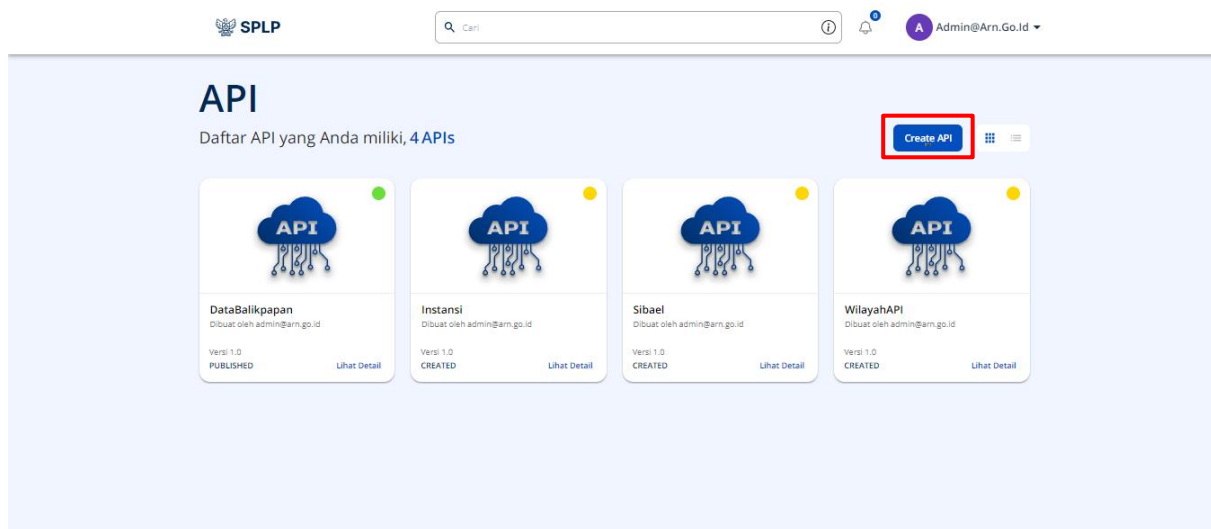 SPLP
Cari
0
A
Admin@Arn.Go.Id
API
Daftar API yang Anda miliki, 4 APIs
Create API
API
API
API
API
DataBalikpapan
Dibuat oleh admin@arn.go.id
Versi 1.0
PUBLISHED
Lihat Detail
Instansi
Dibuat oleh admin@arn.go.id
Versi 1.0
CREATED
Lihat Detail
Sibael
Dibuat oleh admin@arn.go.id
Versi 1.0
CREATED
Lihat Detail
WilayahAPI
Dibuat oleh admin@arn.go.id
Versi 1.0
CREATED
Lihat Detail